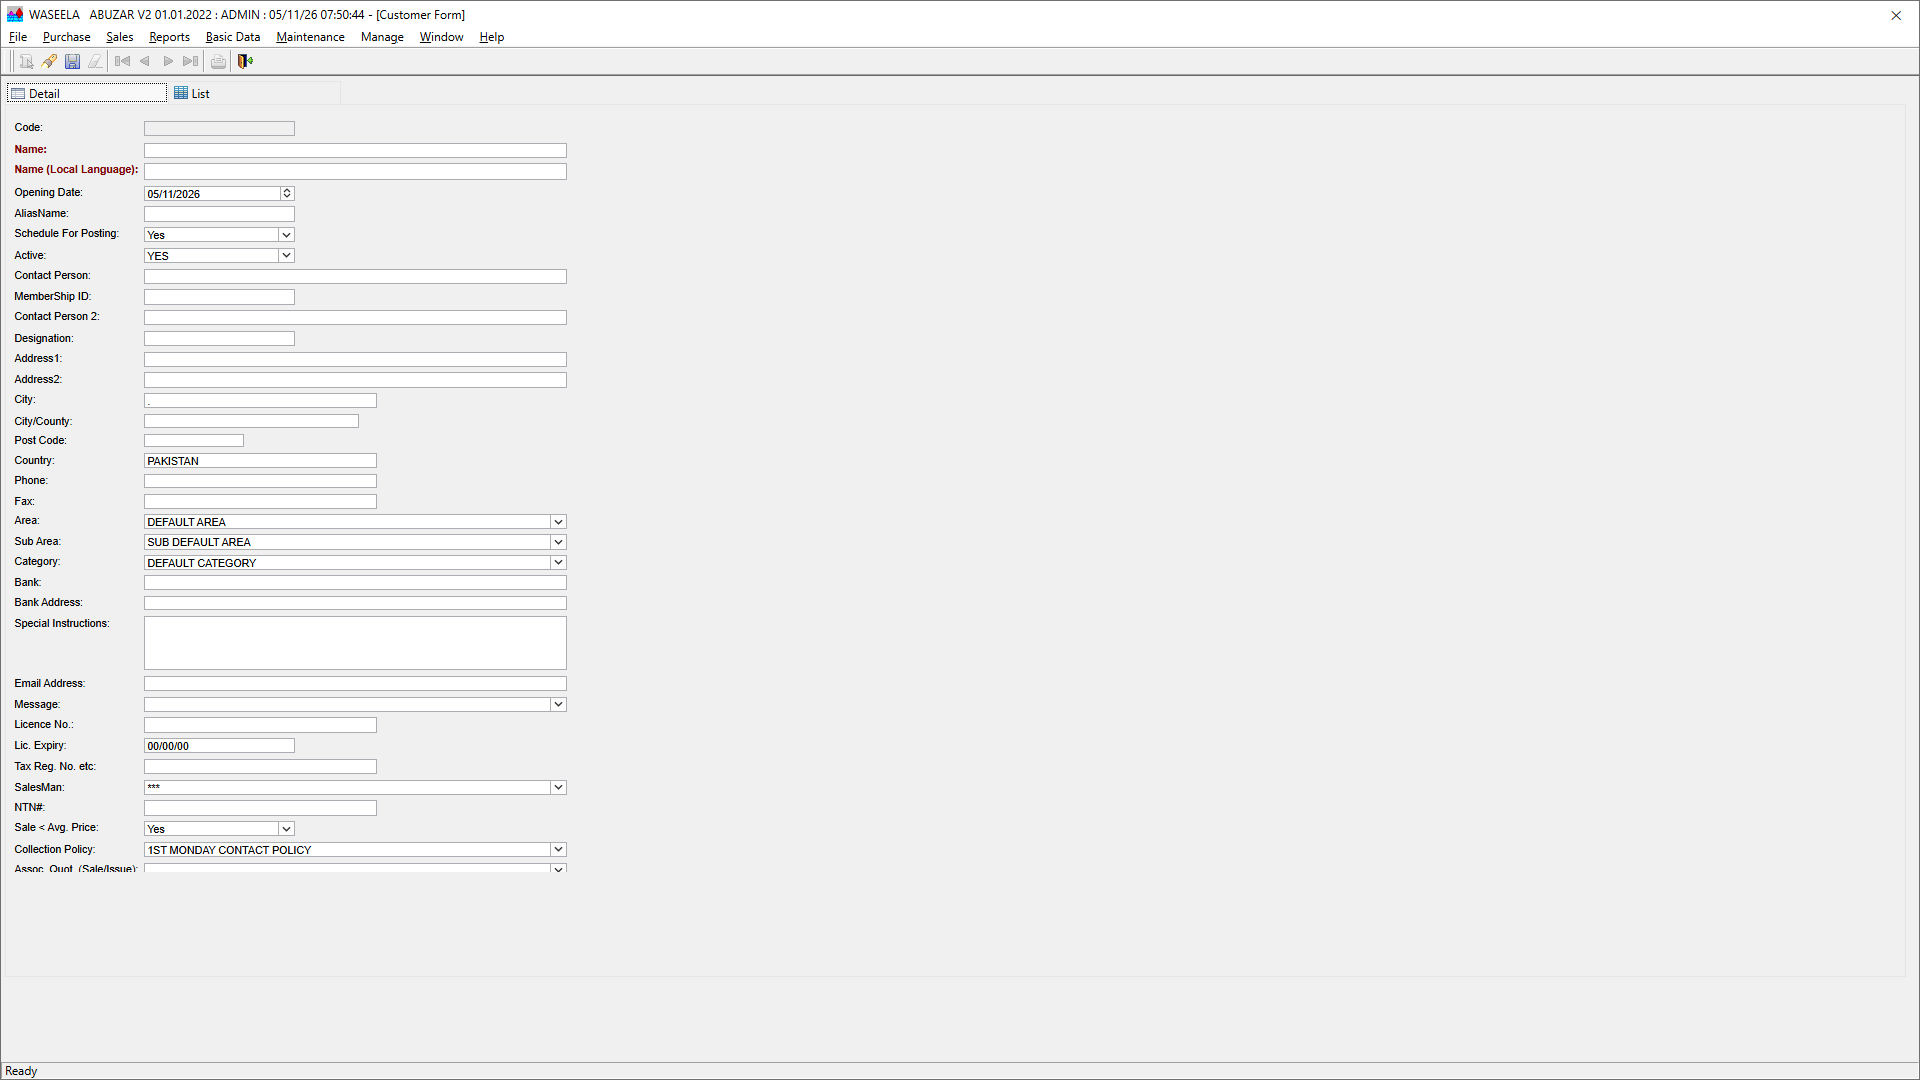 WASEELA ABUZAR V2 01.01.2022 : ADMIN : 05/11/26 07:50:44 - [Customer Form]
File Purchase Sales Reports Basic Data Maintenance Manage Window Help
Detail List
Code:
Name:
Name (Local Language):
Opening Date: 05/11/2026
AliasName:
Schedule For Posting: Yes
Active: YES
Contact Person:
MemberShip ID:
Contact Person 2:
Designation:
Address1:
Address2:
City: .
City/County:
Post Code:
Country: PAKISTAN
Phone:
Fax:
Area: DEFAULT AREA
Sub Area: SUB DEFAULT AREA
Category: DEFAULT CATEGORY
Bank:
Bank Address:
Special Instructions:
Email Address:
Message:
Licence No.:
Lic. Expiry: 00/00/00
Tax Reg. No. etc:
SalesMan: ***
NTN#:
Sale < Avg. Price: Yes
Collection Policy: 1ST MONDAY CONTACT POLICY
Assoc. Quot. (Sale/Issue):
Ready